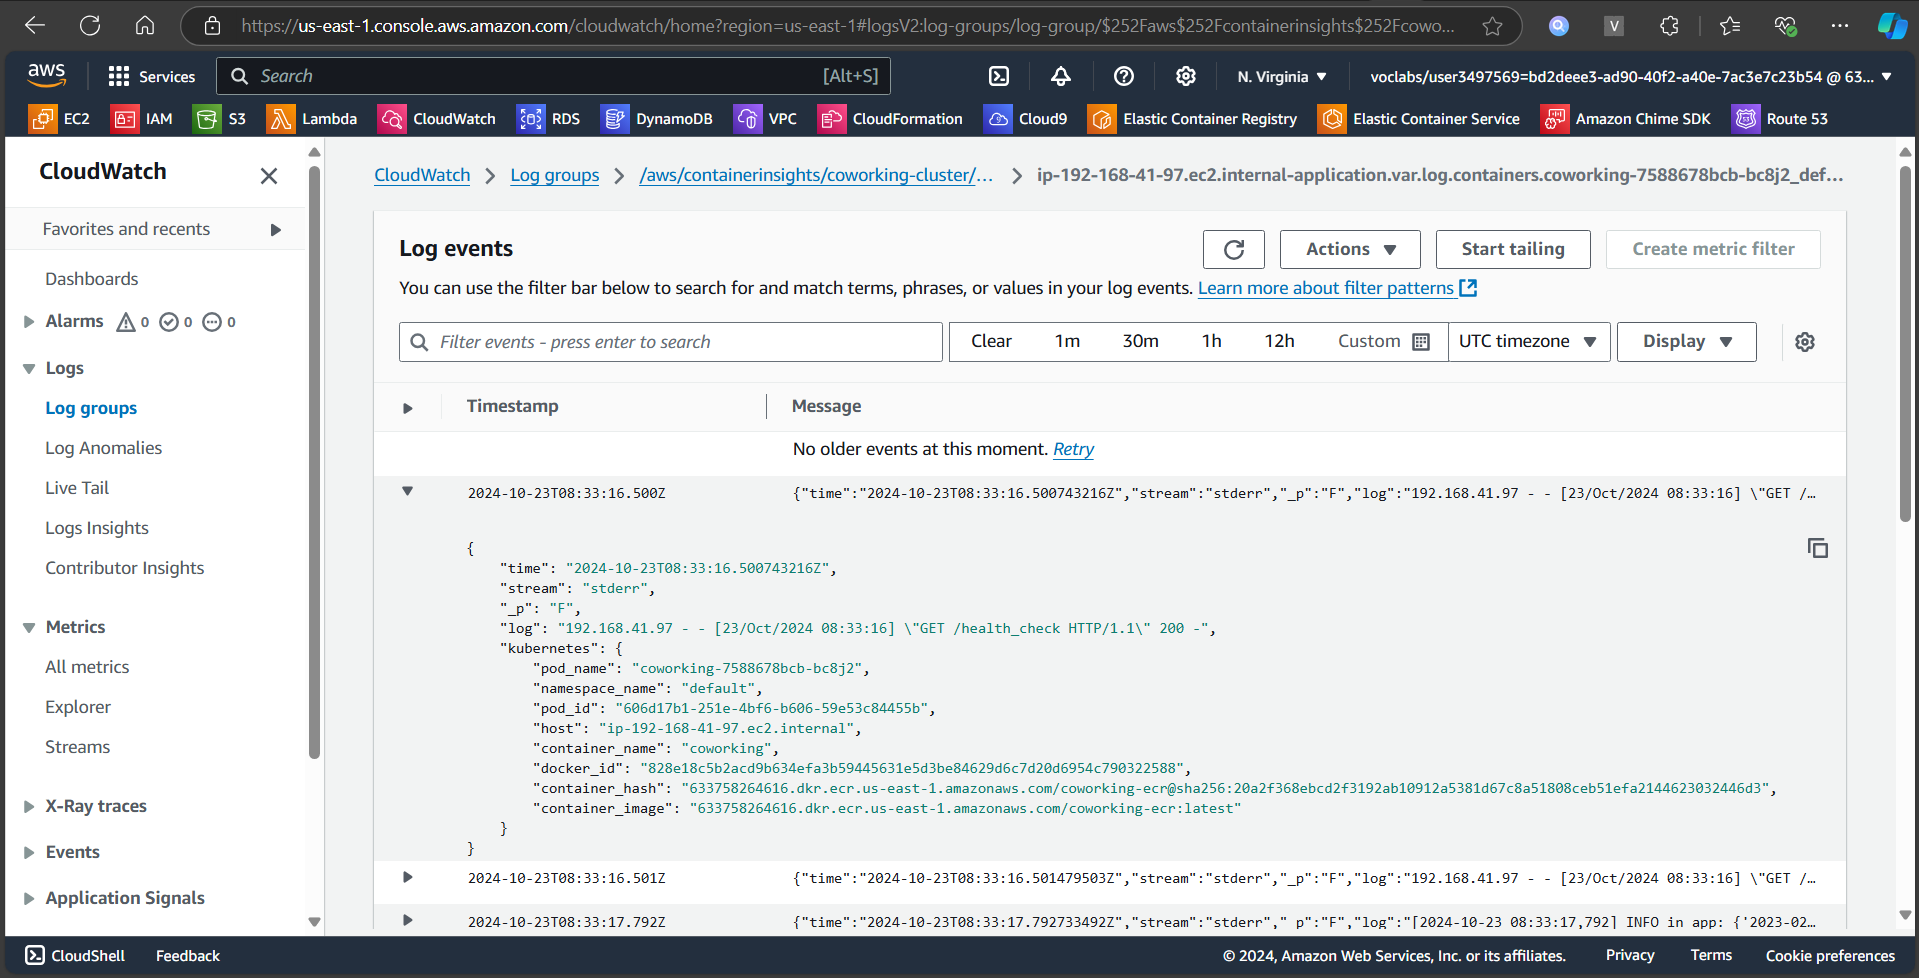 https://us-east-1.console.aws.amazon.com/cloudwatch/home?region=us-east-1#logsV2:log-groups/log-group/$252Faws$252Fcontainerinsights$252Fcowo...
V
aws
Services
Search
[Alt+S]
N. Virginia
voclabs/user3497569=bd2deee3-ad90-40f2-a40e-7ac3e7c23b54 @ 63...
EC2
IAM
S3
Lambda
CloudWatch
RDS
DynamoDB
VPC
CloudFormation
Cloud9
Elastic Container Registry
Elastic Container Service
Amazon Chime SDK
Route 53
CloudWatch
Favorites and recents
Dashboards
Alarms 0 0 0
Logs
Log groups
Log Anomalies
Live Tail
Logs Insights
Contributor Insights
Metrics
All metrics
Explorer
Streams
X-Ray traces
Events
Application Signals
CloudWatch
Log groups
/aws/containerinsights/coworking-cluster/...
ip-192-168-41-97.ec2.internal-application.var.log.containers.coworking-7588678bcb-bc8j2_def...
Log events
Actions
Start tailing
Create metric filter
You can use the filter bar below to search for and match terms, phrases, or values in your log events. Learn more about filter patterns
Filter events - press enter to search
Clear
1m
30m
1h
12h
Custom
UTC timezone
Display
Timestamp
Message
No older events at this moment. Retry
2024-10-23T08:33:16.500Z
{"time":"2024-10-23T08:33:16.500743216Z","stream":"stderr","_p":"F","log":"192.168.41.97 - - [23/Oct/2024 08:33:16] \"GET /...
{
"time": "2024-10-23T08:33:16.500743216Z",
"stream": "stderr",
"_p": "F",
"log": "192.168.41.97 - - [23/Oct/2024 08:33:16] \"GET /health_check HTTP/1.1\" 200 -",
"kubernetes": {
"pod_name": "coworking-7588678bcb-bc8j2",
"namespace_name": "default",
"pod_id": "606d17b1-251e-4bf6-b606-59e53c84455b",
"host": "ip-192-168-41-97.ec2.internal",
"container_name": "coworking",
"docker_id": "828e18c5b2acd9b634efa3b59445631e5d3be84629d6c7d20d6954c790322588",
"container_hash": "633758264616.dkr.ecr.us-east-1.amazonaws.com/coworking-ecr@sha256:20a2f368ebcd2f3192ab10912a5381d67c8a51808ceb51efa2144623032446d3",
"container_image": "633758264616.dkr.ecr.us-east-1.amazonaws.com/coworking-ecr:latest"
}
}
2024-10-23T08:33:16.501Z
{"time":"2024-10-23T08:33:16.501479503Z","stream":"stderr","_p":"F","log":"192.168.41.97 - - [23/Oct/2024 08:33:16] \"GET /...
2024-10-23T08:33:17.792Z
{"time":"2024-10-23T08:33:17.792733492Z","stream":"stderr","_p":"F","log":"[2024-10-23 08:33:17,792] INFO in app: {'2023-02...
CloudShell
Feedback
© 2024, Amazon Web Services, Inc. or its affiliates.
Privacy
Terms
Cookie preferences